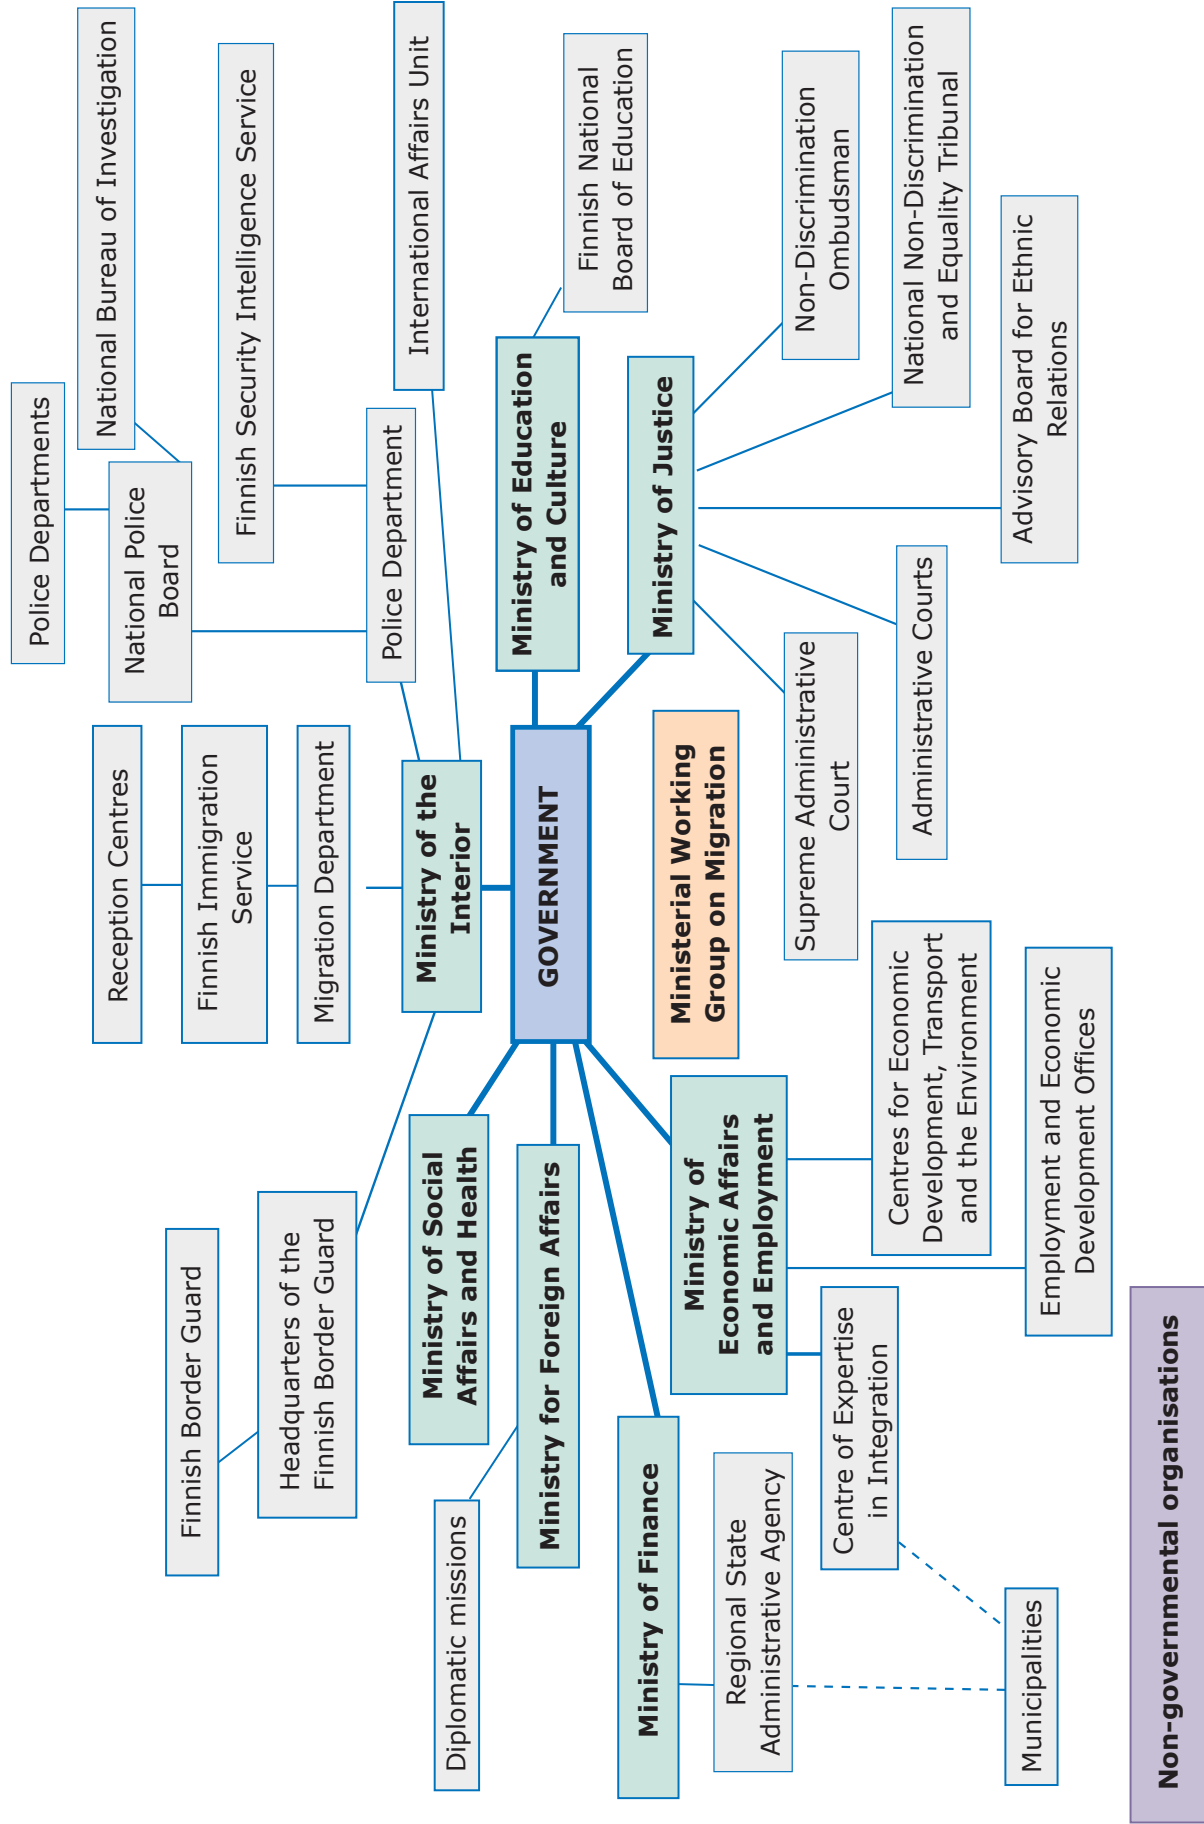 Police Departments
National Bureau of Investigation
National Police
Board
Finnish Security Intelligence Service
Police Department
International Affairs Unit
Reception Centres
Finnish Immigration
Service
Migration Department
Finnish Border Guard
Headquarters of the
Finnish Border Guard
Ministry of the
Interior
Ministry of Education
and Culture
Finnish National
Board of Education
Ministry of Social
Affairs and Health
GOVERNMENT
Diplomatic missions
Ministry for Foreign Affairs
Ministry of Justice
Ministerial Working
Group on Migration
Non-Discrimination
Ombudsman
National Non-Discrimination
and Equality Tribunal
Advisory Board for Ethnic
Relations
Supreme Administrative
Court
Administrative Courts
Ministry of Finance
Regional State
Administrative Agency
Ministry of
Economic Affairs
and Employment
Centres for Economic
Development, Transport
and the Environment
Centre of Expertise
in Integration
Employment and Economic
Development Offices
Municipalities
Non-governmental organisations